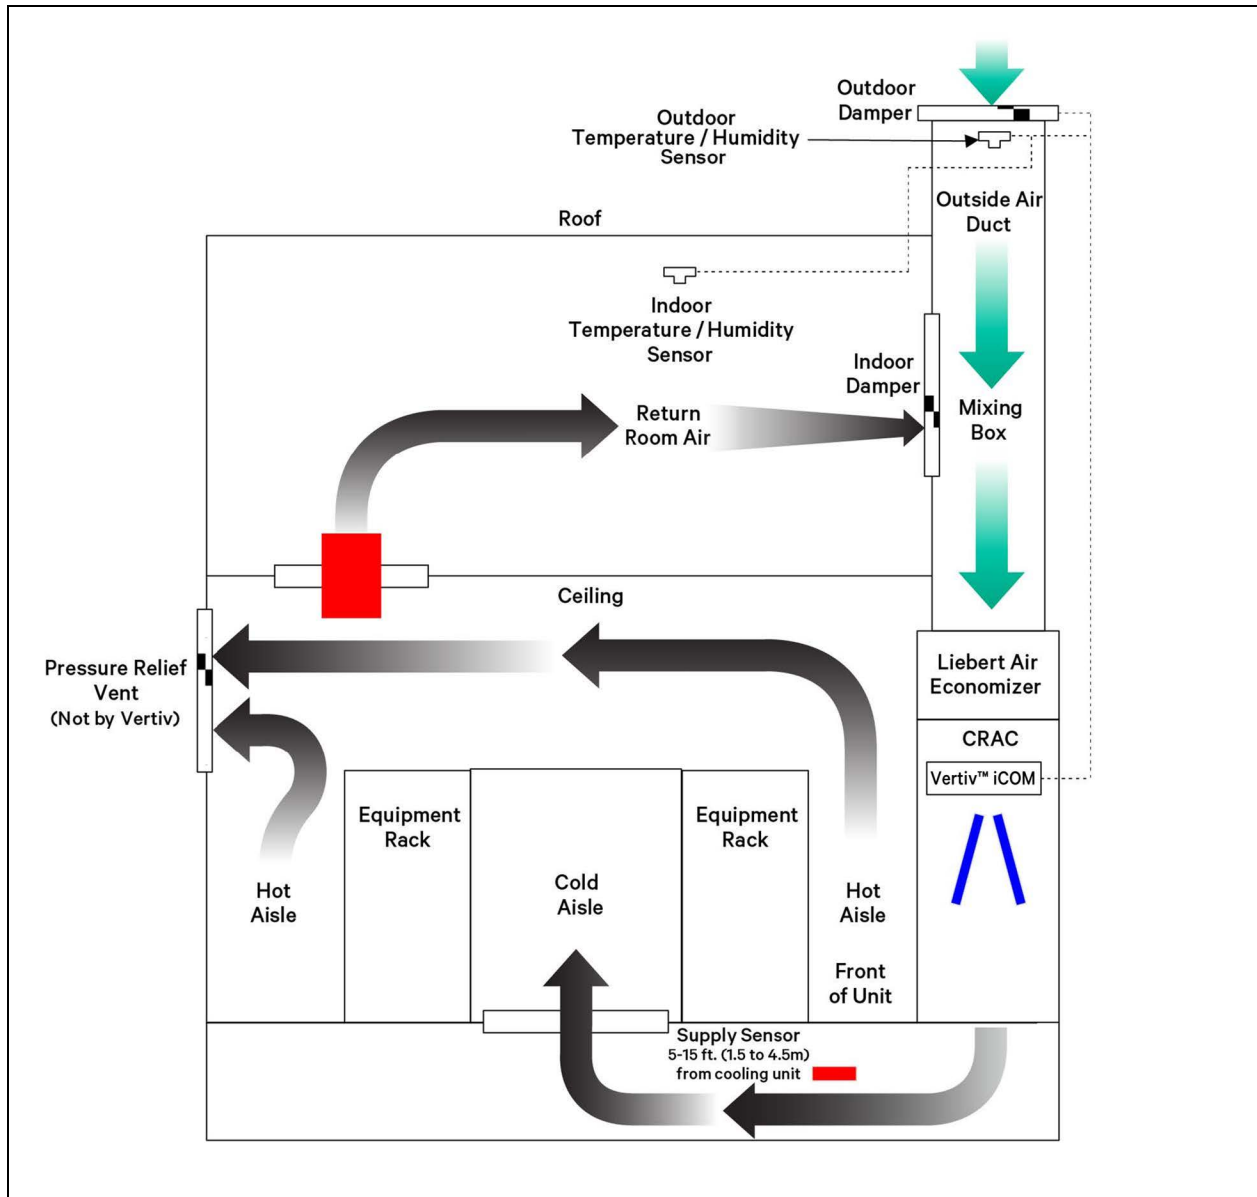 Outdoor
Damper
Outdoor
Temperature / Humidity
Sensor
Outside Air
Duct
Roof
Indoor
Temperature / Humidity
Sensor
Indoor
Damper
Mixing
Box
Return
Room Air
Ceiling
Pressure Relief
Vent
(Not by Vertiv)
Liebert Air
Economizer
CRAC
Vertiv™ iCOM
Equipment
Rack
Equipment
Rack
Hot
Aisle
Cold
Aisle
Hot
Aisle
Front
of Unit
Supply Sensor
5-15 ft. (1.5 to 4.5m)
from cooling unit